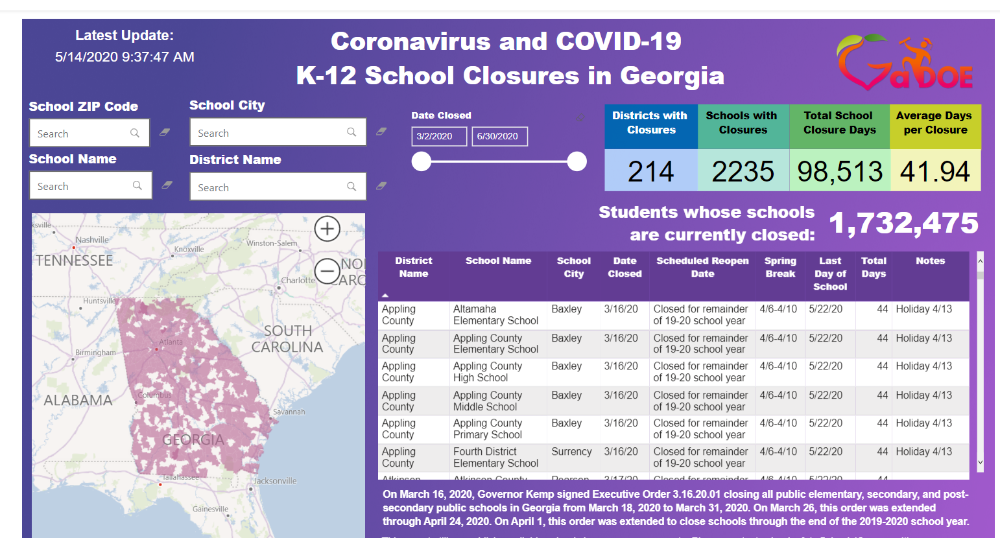 Latest Update:
5/14/2020 9:37:47 AM
Coronavirus and COVID-19
K-12 School Closures in Georgia
GaDOE
School ZIP Code
Search
School City
Search
School Name
Search
District Name
Search
Date Closed
3/2/2020 6/30/2020
Districts with Closures
214
Schools with Closures
2235
Total School Closure Days
98,513
Average Days per Closure
41.94
Students whose schools
are currently closed:
1,732,475
ksville
Nashville
Knoxville
Winston-Salem
TENNESSEE
Charlotte
Huntsville
SOUTH
CAROLINA
Atlanta
Birmingham
ALABAMA
Columbus
Savannah
GEORGIA
Tallahassee
Jacksonville
Gainesville
District Name School Name School City Date Closed Scheduled Reopen Date Spring Break Last Day of School Total Days Notes
Appling County Altamaha Elementary School Baxley 3/16/20 Closed for remainder of 19-20 school year 4/6-4/10 5/22/20 44 Holiday 4/13
Appling County Appling County Elementary School Baxley 3/16/20 Closed for remainder of 19-20 school year 4/6-4/10 5/22/20 44 Holiday 4/13
Appling County Appling County High School Baxley 3/16/20 Closed for remainder of 19-20 school year 4/6-4/10 5/22/20 44 Holiday 4/13
Appling County Appling County Middle School Baxley 3/16/20 Closed for remainder of 19-20 school year 4/6-4/10 5/22/20 44 Holiday 4/13
Appling County Appling County Primary School Baxley 3/16/20 Closed for remainder of 19-20 school year 4/6-4/10 5/22/20 44 Holiday 4/13
Appling County Fourth District Elementary School Surrency 3/16/20 Closed for remainder of 19-20 school year 4/6-4/10 5/22/20 44 Holiday 4/13
Atkinson Atkinson County Pearson 3/17/20 Closed for remainder 4/6-4/10 5/22/20 44
On March 16, 2020, Governor Kemp signed Executive Order 3.16.20.01 closing all public elementary, secondary, and post-
secondary public schools in Georgia from March 18, 2020 to March 31, 2020. On March 26, this order was extended
through April 24, 2020. On April 1, this order was extended to close schools through the end of the 2019-2020 school year.